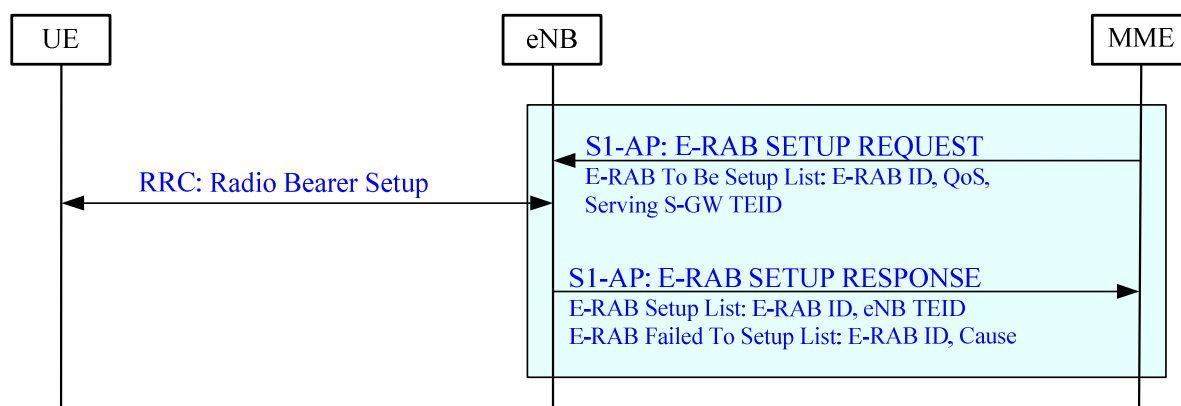 UE
eNB
MME
S1-AP: E-RAB SETUP REQUEST
E-RAB To Be Setup List: E-RAB ID, QoS,
Serving S-GW TEID
RRC: Radio Bearer Setup
S1-AP: E-RAB SETUP RESPONSE
E-RAB Setup List: E-RAB ID, eNB TEID
E-RAB Failed To Setup List: E-RAB ID, Cause